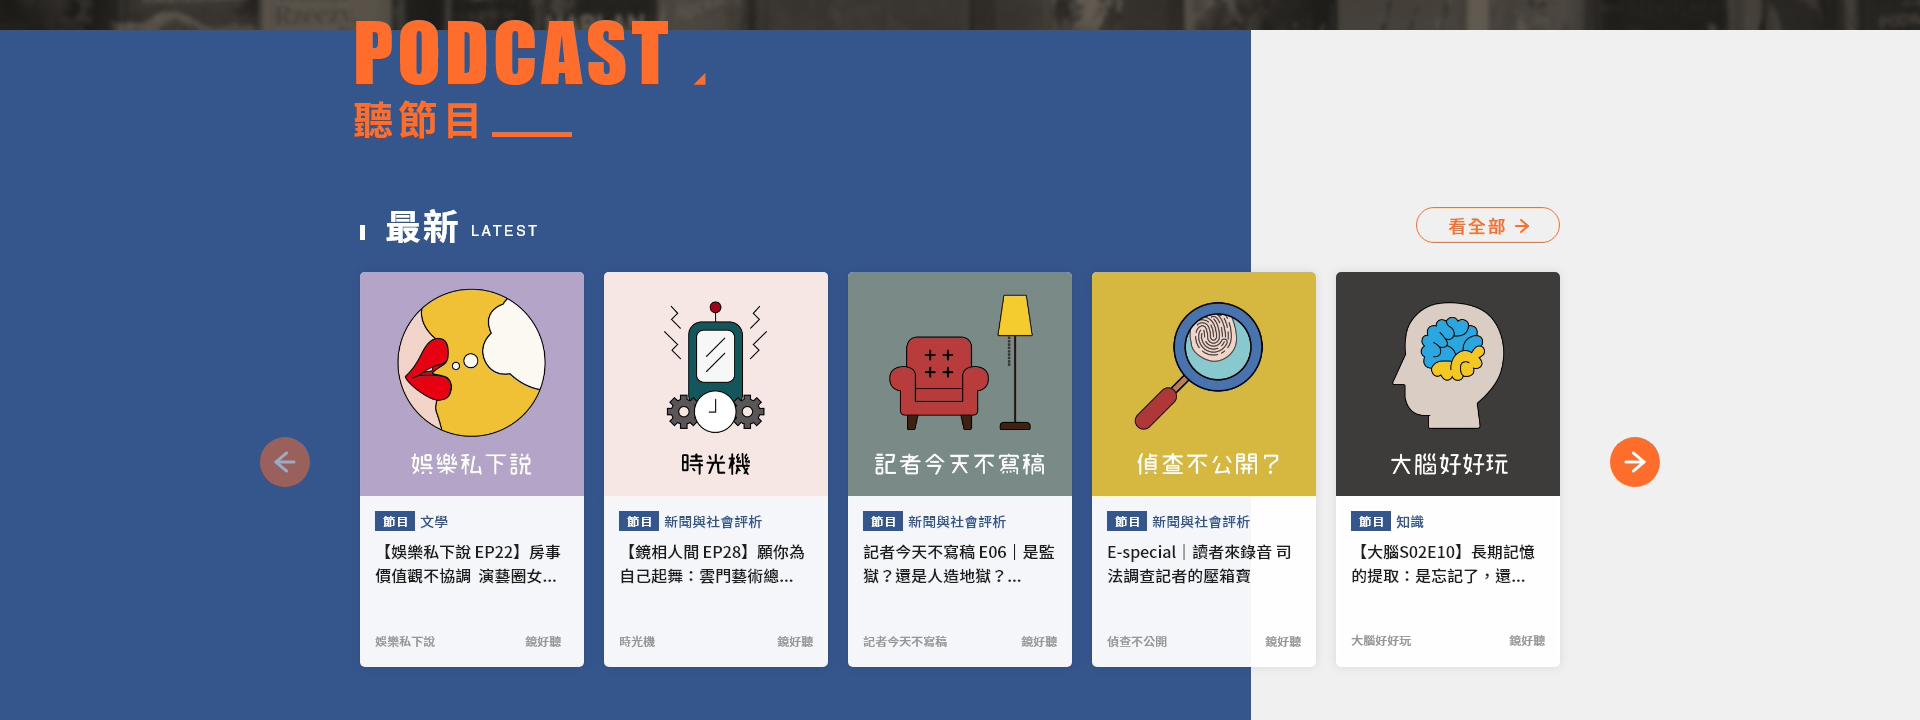 Rzeezy
PODCAST
聽節目
最新 LATEST
看全部
娛樂私下說
節目 文學
【娛樂私下說 EP22】房事
價值觀不協調 演藝圈女...
娛樂私下說 鏡好聽
時光機
節目 新聞與社會評析
【鏡相人間 EP28】願你為
自己起舞：雲門藝術總...
時光機 鏡好聽
記者今天不寫稿
節目 新聞與社會評析
記者今天不寫稿 E06｜是監
獄？還是人造地獄？...
記者今天不寫稿 鏡好聽
偵查不公開？
節目 新聞與社會評析
E-special｜讀者來錄音 司
法調查記者的壓箱寶
偵查不公開 鏡好聽
大腦好好玩
節目 知識
【大腦S02E10】長期記憶
的提取：是忘記了，還...
大腦好好玩 鏡好聽